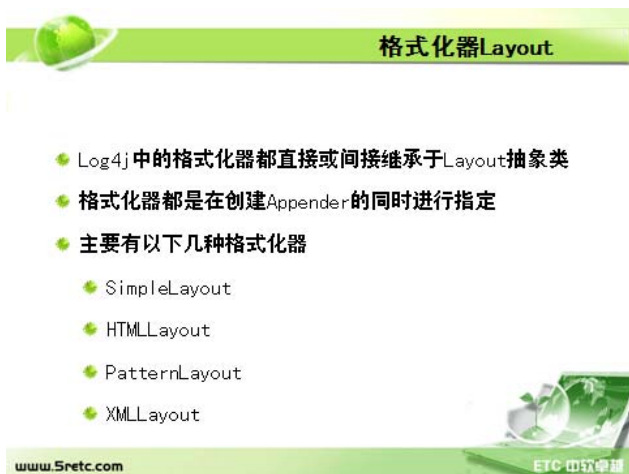 格式化器Layout
Log4j中的格式化器都直接或间接继承于Layout抽象类
格式化器都是在创建Appender的同时进行指定
主要有以下几种格式化器
SimpleLayout
HTMLLayout
PatternLayout
XMLLayout
www.5retc.com
ETC 中软卓越